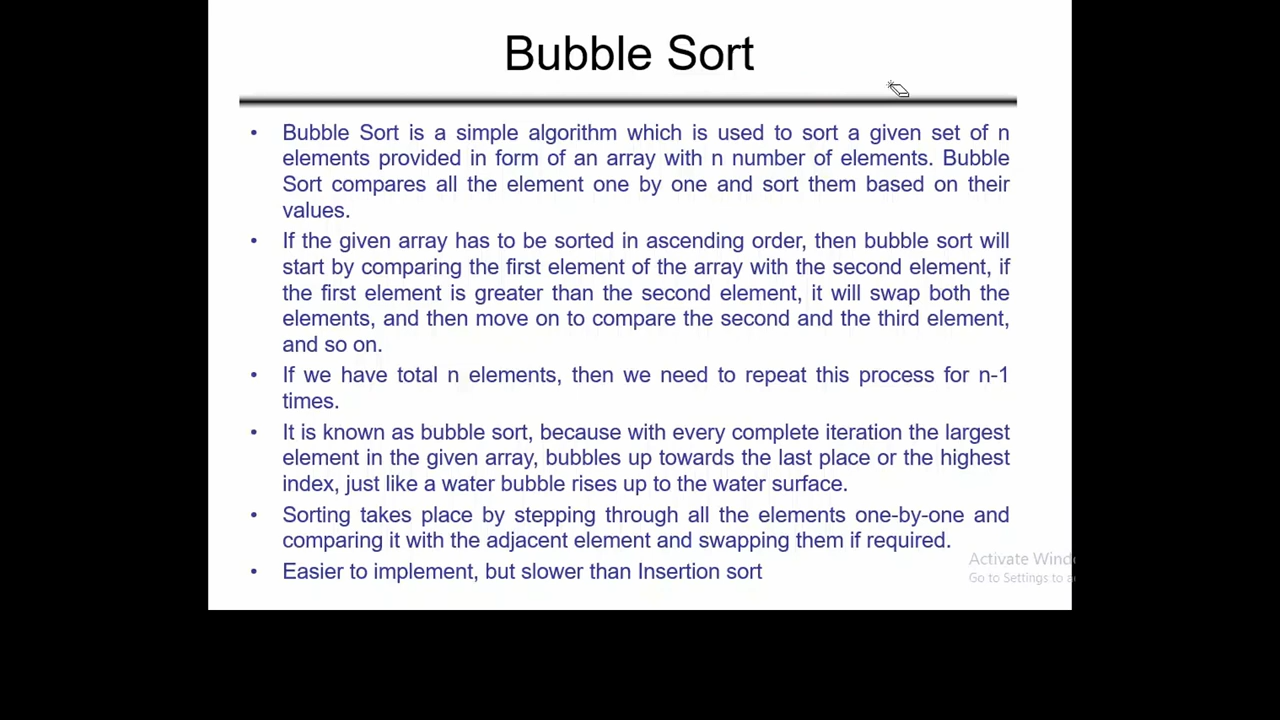 Bubble Sort
• Bubble Sort is a simple algorithm which is used to sort a given set of n
elements provided in form of an array with n number of elements. Bubble
Sort compares all the element one by one and sort them based on their
values.
• If the given array has to be sorted in ascending order, then bubble sort will
start by comparing the first element of the array with the second element, if
the first element is greater than the second element, it will swap both the
elements, and then move on to compare the second and the third element,
and so on.
• If we have total n elements, then we need to repeat this process for n-1
times.
• It is known as bubble sort, because with every complete iteration the largest
element in the given array, bubbles up towards the last place or the highest
index, just like a water bubble rises up to the water surface.
• Sorting takes place by stepping through all the elements one-by-one and
comparing it with the adjacent element and swapping them if required.
• Easier to implement, but slower than Insertion sort
Activate Wind
Go to Settings to a